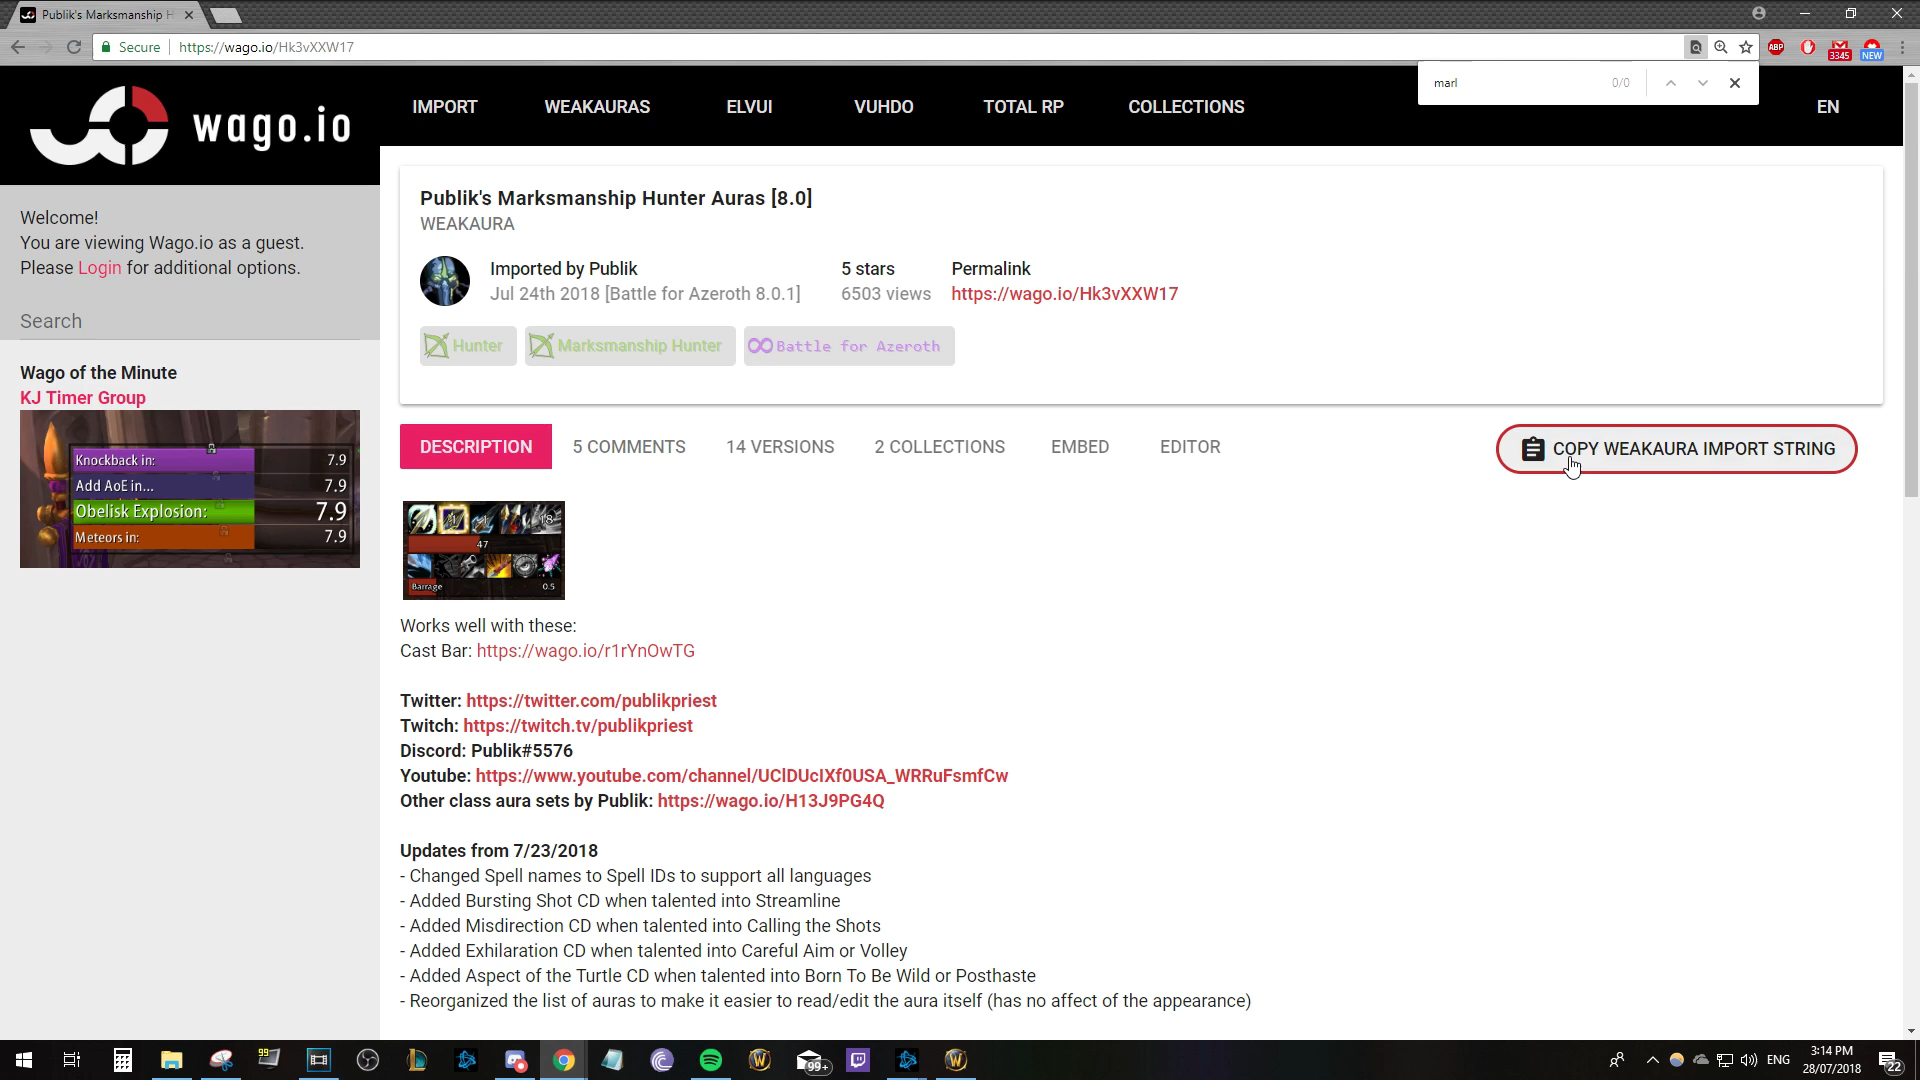 Publik's Marksmanship H
Secure https://wago.io/Hk3vXXW17
ABP
3345
NEW
marl 0/0
wago.io
IMPORT WEAKAURAS ELVUI VUHDO TOTAL RP COLLECTIONS EN
Welcome!
You are viewing Wago.io as a guest.
Please Login for additional options.
Search
Wago of the Minute
KJ Timer Group
Knockback in: 7.9
Add AoE in... 7.9
Obelisk Explosion: 7.9
Meteors in: 7.9
Publik's Marksmanship Hunter Auras [8.0]
WEAKAURA
Imported by Publik 5 stars Permalink
Jul 24th 2018 [Battle for Azeroth 8.0.1] 6503 views https://wago.io/Hk3vXXW17
Hunter Marksmanship Hunter Battle for Azeroth
DESCRIPTION 5 COMMENTS 14 VERSIONS 2 COLLECTIONS EMBED EDITOR COPY WEAKAURA IMPORT STRING
18
47
Barrage 0.5
Works well with these:
Cast Bar: https://wago.io/r1rYnOwTG
Twitter: https://twitter.com/publikpriest
Twitch: https://twitch.tv/publikpriest
Discord: Publik#5576
Youtube: https://www.youtube.com/channel/UClDUclXf0USA_WRRuFsmfCw
Other class aura sets by Publik: https://wago.io/H13J9PG4Q
Updates from 7/23/2018
- Changed Spell names to Spell IDs to support all languages
- Added Bursting Shot CD when talented into Streamline
- Added Misdirection CD when talented into Calling the Shots
- Added Exhilaration CD when talented into Careful Aim or Volley
- Added Aspect of the Turtle CD when talented into Born To Be Wild or Posthaste
- Reorganized the list of auras to make it easier to read/edit the aura itself (has no affect of the appearance)
99
99+
ENG
3:14 PM
28/07/2018
22